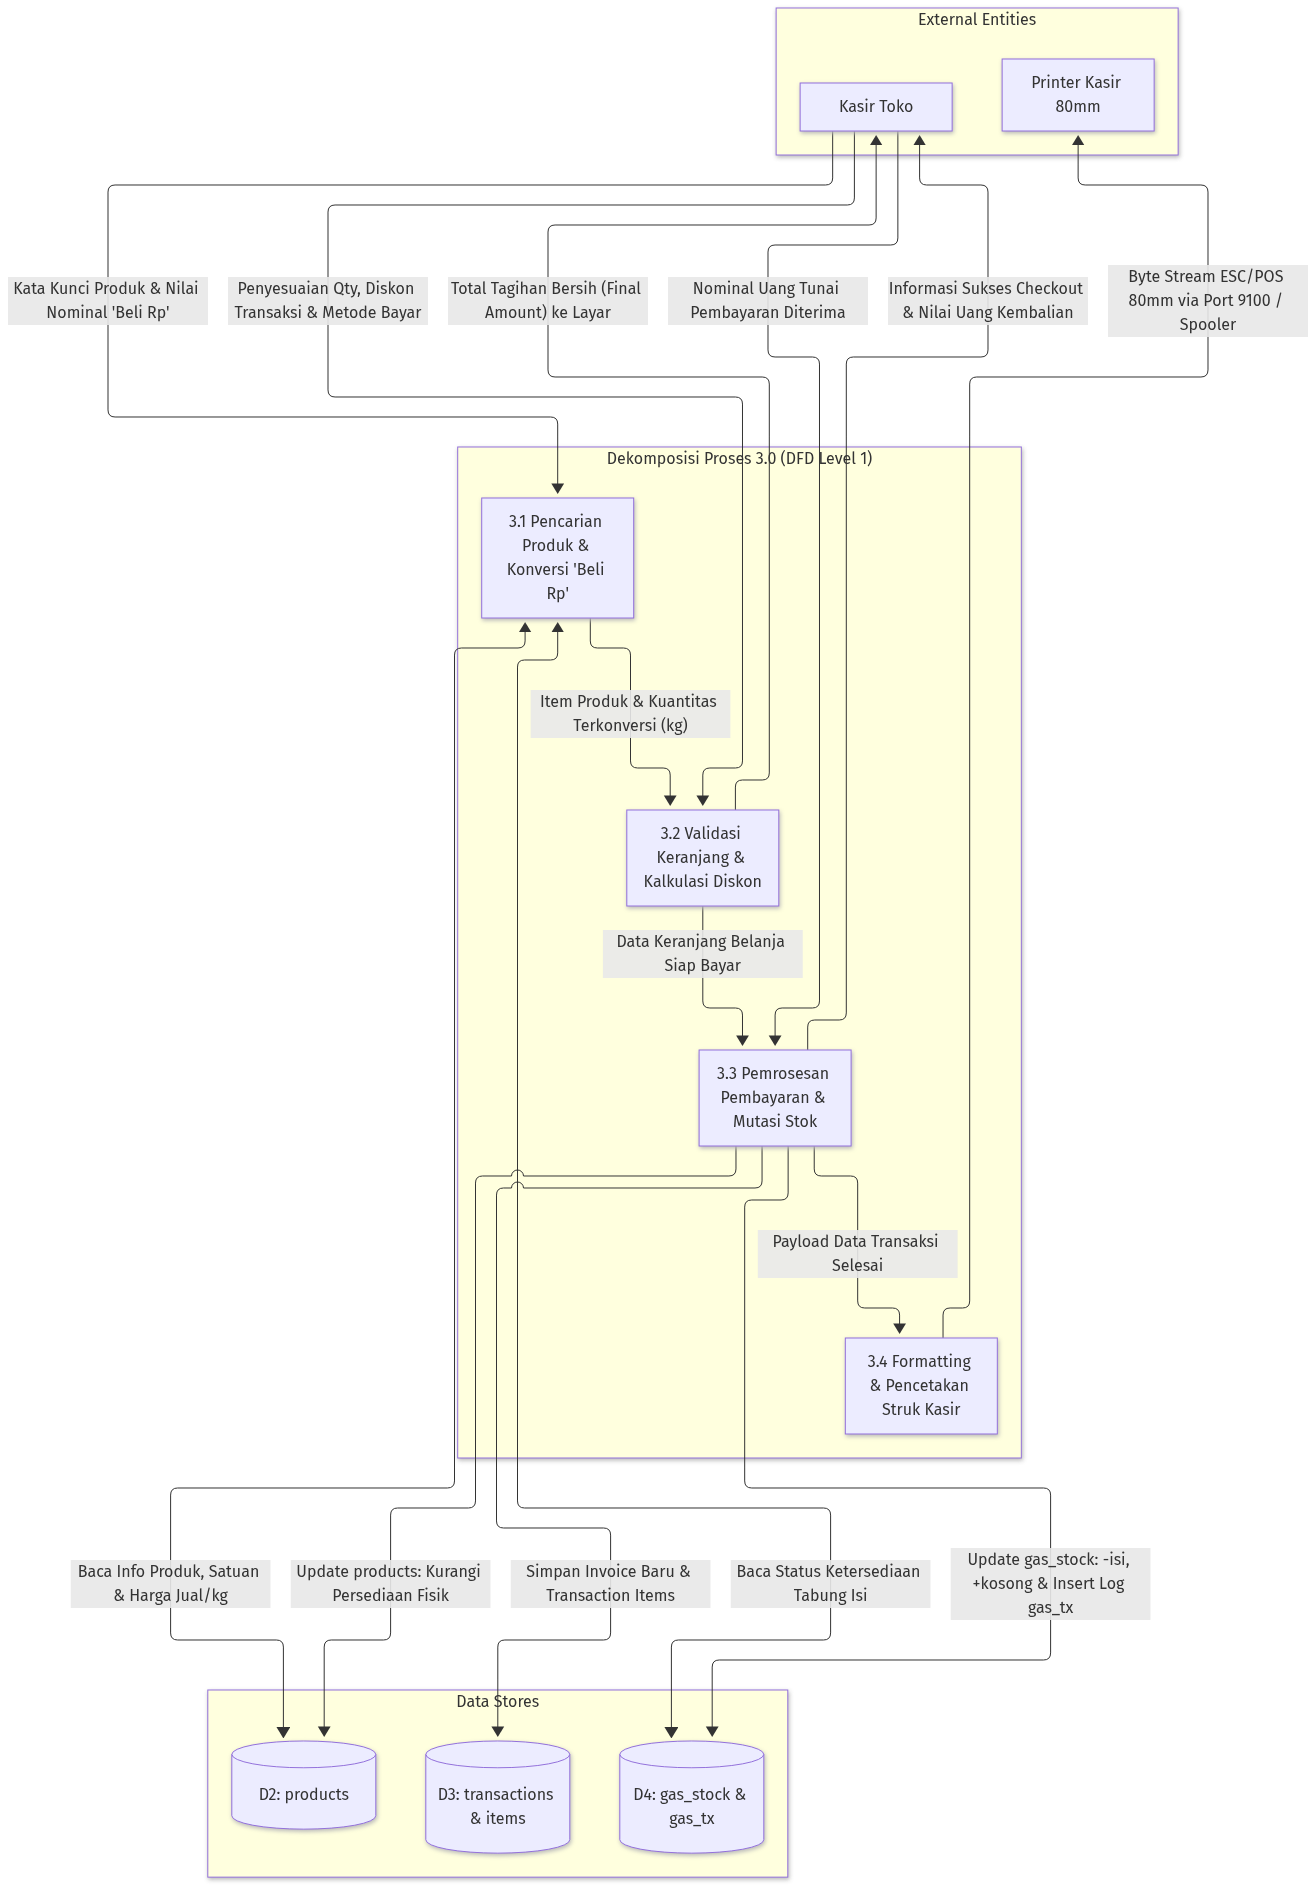 External Entities
Kasir Toko
Printer Kasir
80mm
Kata Kunci Produk & Nilai
Nominal 'Beli Rp'
Penyesuaian Qty, Diskon
Transaksi & Metode Bayar
Total Tagihan Bersih (Final
Amount) ke Layar
Nominal Uang Tunai
Pembayaran Diterima
Informasi Sukses Checkout
& Nilai Uang Kembalian
Byte Stream ESC/POS
80mm via Port 9100 /
Spooler
Dekomposisi Proses 3.0 (DFD Level 1)
3.1 Pencarian
Produk &
Konversi 'Beli
Rp'
Item Produk & Kuantitas
Terkonversi (kg)
3.2 Validasi
Keranjang &
Kalkulasi Diskon
Data Keranjang Belanja
Siap Bayar
3.3 Pemrosesan
Pembayaran &
Mutasi Stok
Payload Data Transaksi
Selesai
3.4 Formatting
& Pencetakan
Struk Kasir
Baca Info Produk, Satuan
& Harga Jual/kg
Update products: Kurangi
Persediaan Fisik
Simpan Invoice Baru &
Transaction Items
Baca Status Ketersediaan
Tabung Isi
Update gas_stock: -isi,
+kosong & Insert Log
gas_tx
Data Stores
D2: products
D3: transactions
& items
D4: gas_stock &
gas_tx